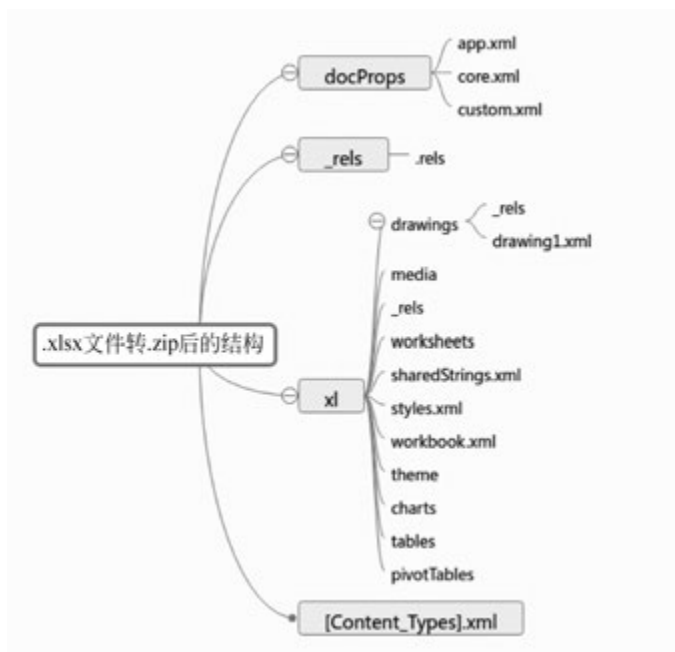 .xlsx文件转.zip后的结构
docProps
app.xml
core.xml
custom.xml
_rels
.rels
xl
drawings
_rels
drawing1.xml
media
_rels
worksheets
sharedStrings.xml
styles.xml
workbook.xml
theme
charts
tables
pivotTables
[Content_Types].xml